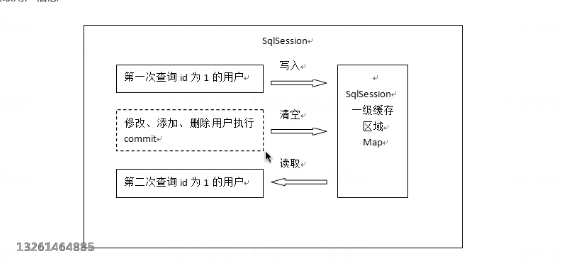 SqlSession
写入
第一次查询 id 为 1 的用户
清空
修改、添加、删除用户执行
commit
读取
第二次查询 id 为 1 的用户
SqlSession
一级缓存
区域
Map